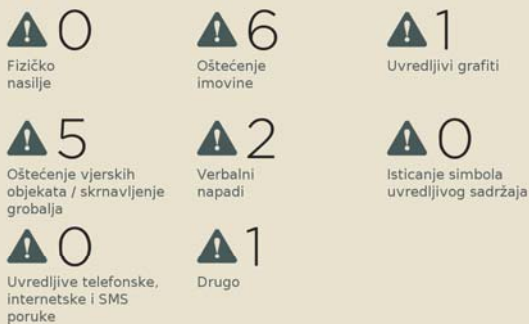 0
Fizičko
nasilje
6
Oštećenje
imovine
1
Uvredljivi grafiti
5
Oštećenje vjerskih
objekata / skrnavljenje
grobalja
2
Verbalni
napadi
0
Isticanje simbola
uvredljivog sadržaja
0
Uvredljive telefonske,
internetske i SMS
poruke
1
Drugo